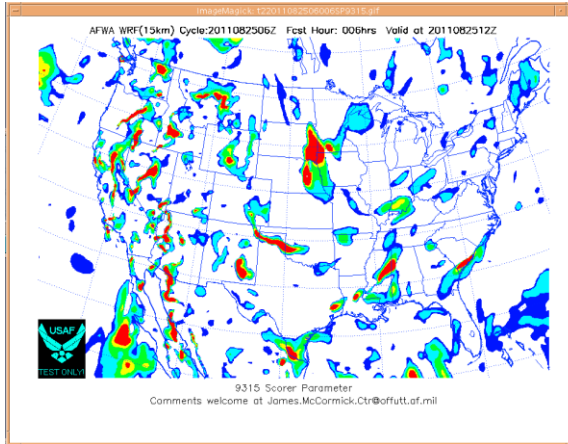 ImageMagick: t22011082506006SP9315.gif
AFWA WRF(15km) Cycle:2011082506Z Fcst Hour: 006hrs Valid at 2011082512Z
USAF
TEST ONLY!
9315 Scorer Parameter
Comments welcome at James.McCormick.Ctr@offutt.af.mil